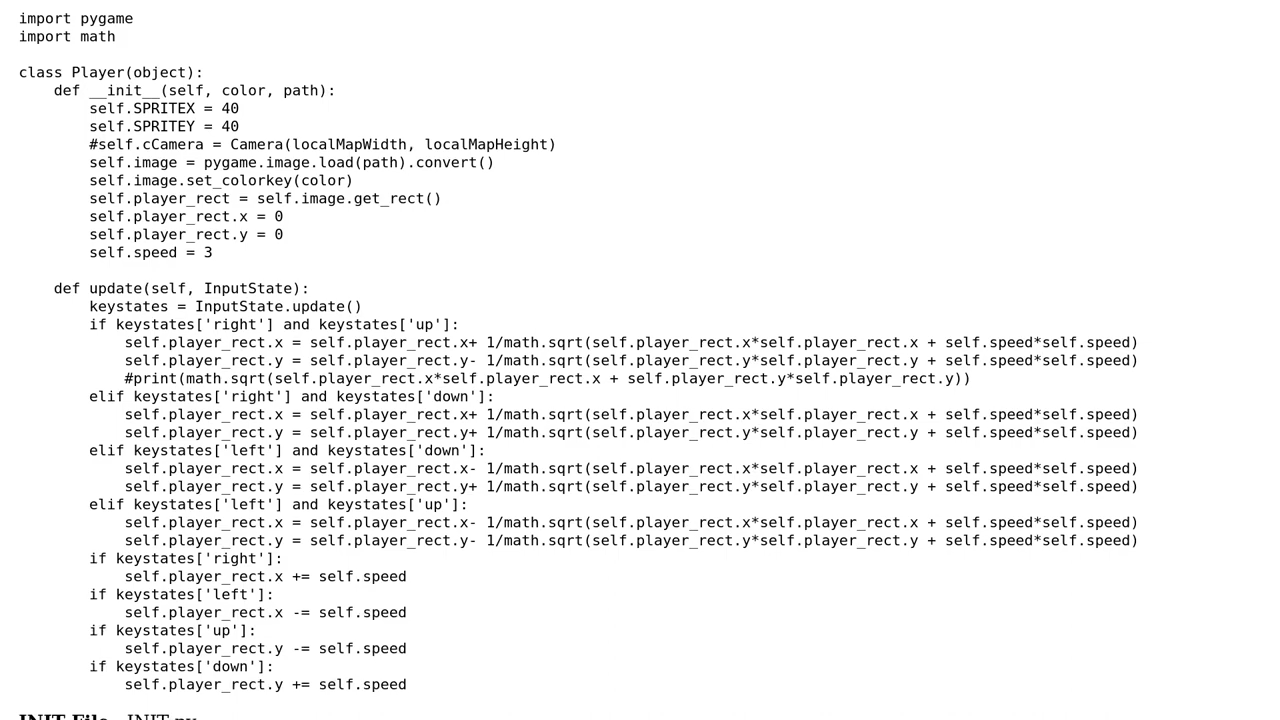 import pygame
import math

class Player(object):
    def __init__(self, color, path):
        self.SPRITEX = 40
        self.SPRITEY = 40
        #self.cCamera = Camera(localMapWidth, localMapHeight)
        self.image = pygame.image.load(path).convert()
        self.image.set_colorkey(color)
        self.player_rect = self.image.get_rect()
        self.player_rect.x = 0
        self.player_rect.y = 0
        self.speed = 3

    def update(self, InputState):
        keystates = InputState.update()
        if keystates['right'] and keystates['up']:
            self.player_rect.x = self.player_rect.x+ 1/math.sqrt(self.player_rect.x*self.player_rect.x + self.speed*self.speed)
            self.player_rect.y = self.player_rect.y- 1/math.sqrt(self.player_rect.y*self.player_rect.y + self.speed*self.speed)
            #print(math.sqrt(self.player_rect.x*self.player_rect.x + self.player_rect.y*self.player_rect.y))
        elif keystates['right'] and keystates['down']:
            self.player_rect.x = self.player_rect.x+ 1/math.sqrt(self.player_rect.x*self.player_rect.x + self.speed*self.speed)
            self.player_rect.y = self.player_rect.y+ 1/math.sqrt(self.player_rect.y*self.player_rect.y + self.speed*self.speed)
        elif keystates['left'] and keystates['down']:
            self.player_rect.x = self.player_rect.x- 1/math.sqrt(self.player_rect.x*self.player_rect.x + self.speed*self.speed)
            self.player_rect.y = self.player_rect.y+ 1/math.sqrt(self.player_rect.y*self.player_rect.y + self.speed*self.speed)
        elif keystates['left'] and keystates['up']:
            self.player_rect.x = self.player_rect.x- 1/math.sqrt(self.player_rect.x*self.player_rect.x + self.speed*self.speed)
            self.player_rect.y = self.player_rect.y- 1/math.sqrt(self.player_rect.y*self.player_rect.y + self.speed*self.speed)
        if keystates['right']:
            self.player_rect.x += self.speed
        if keystates['left']:
            self.player_rect.x -= self.speed
        if keystates['up']:
            self.player_rect.y -= self.speed
        if keystates['down']:
            self.player_rect.y += self.speed